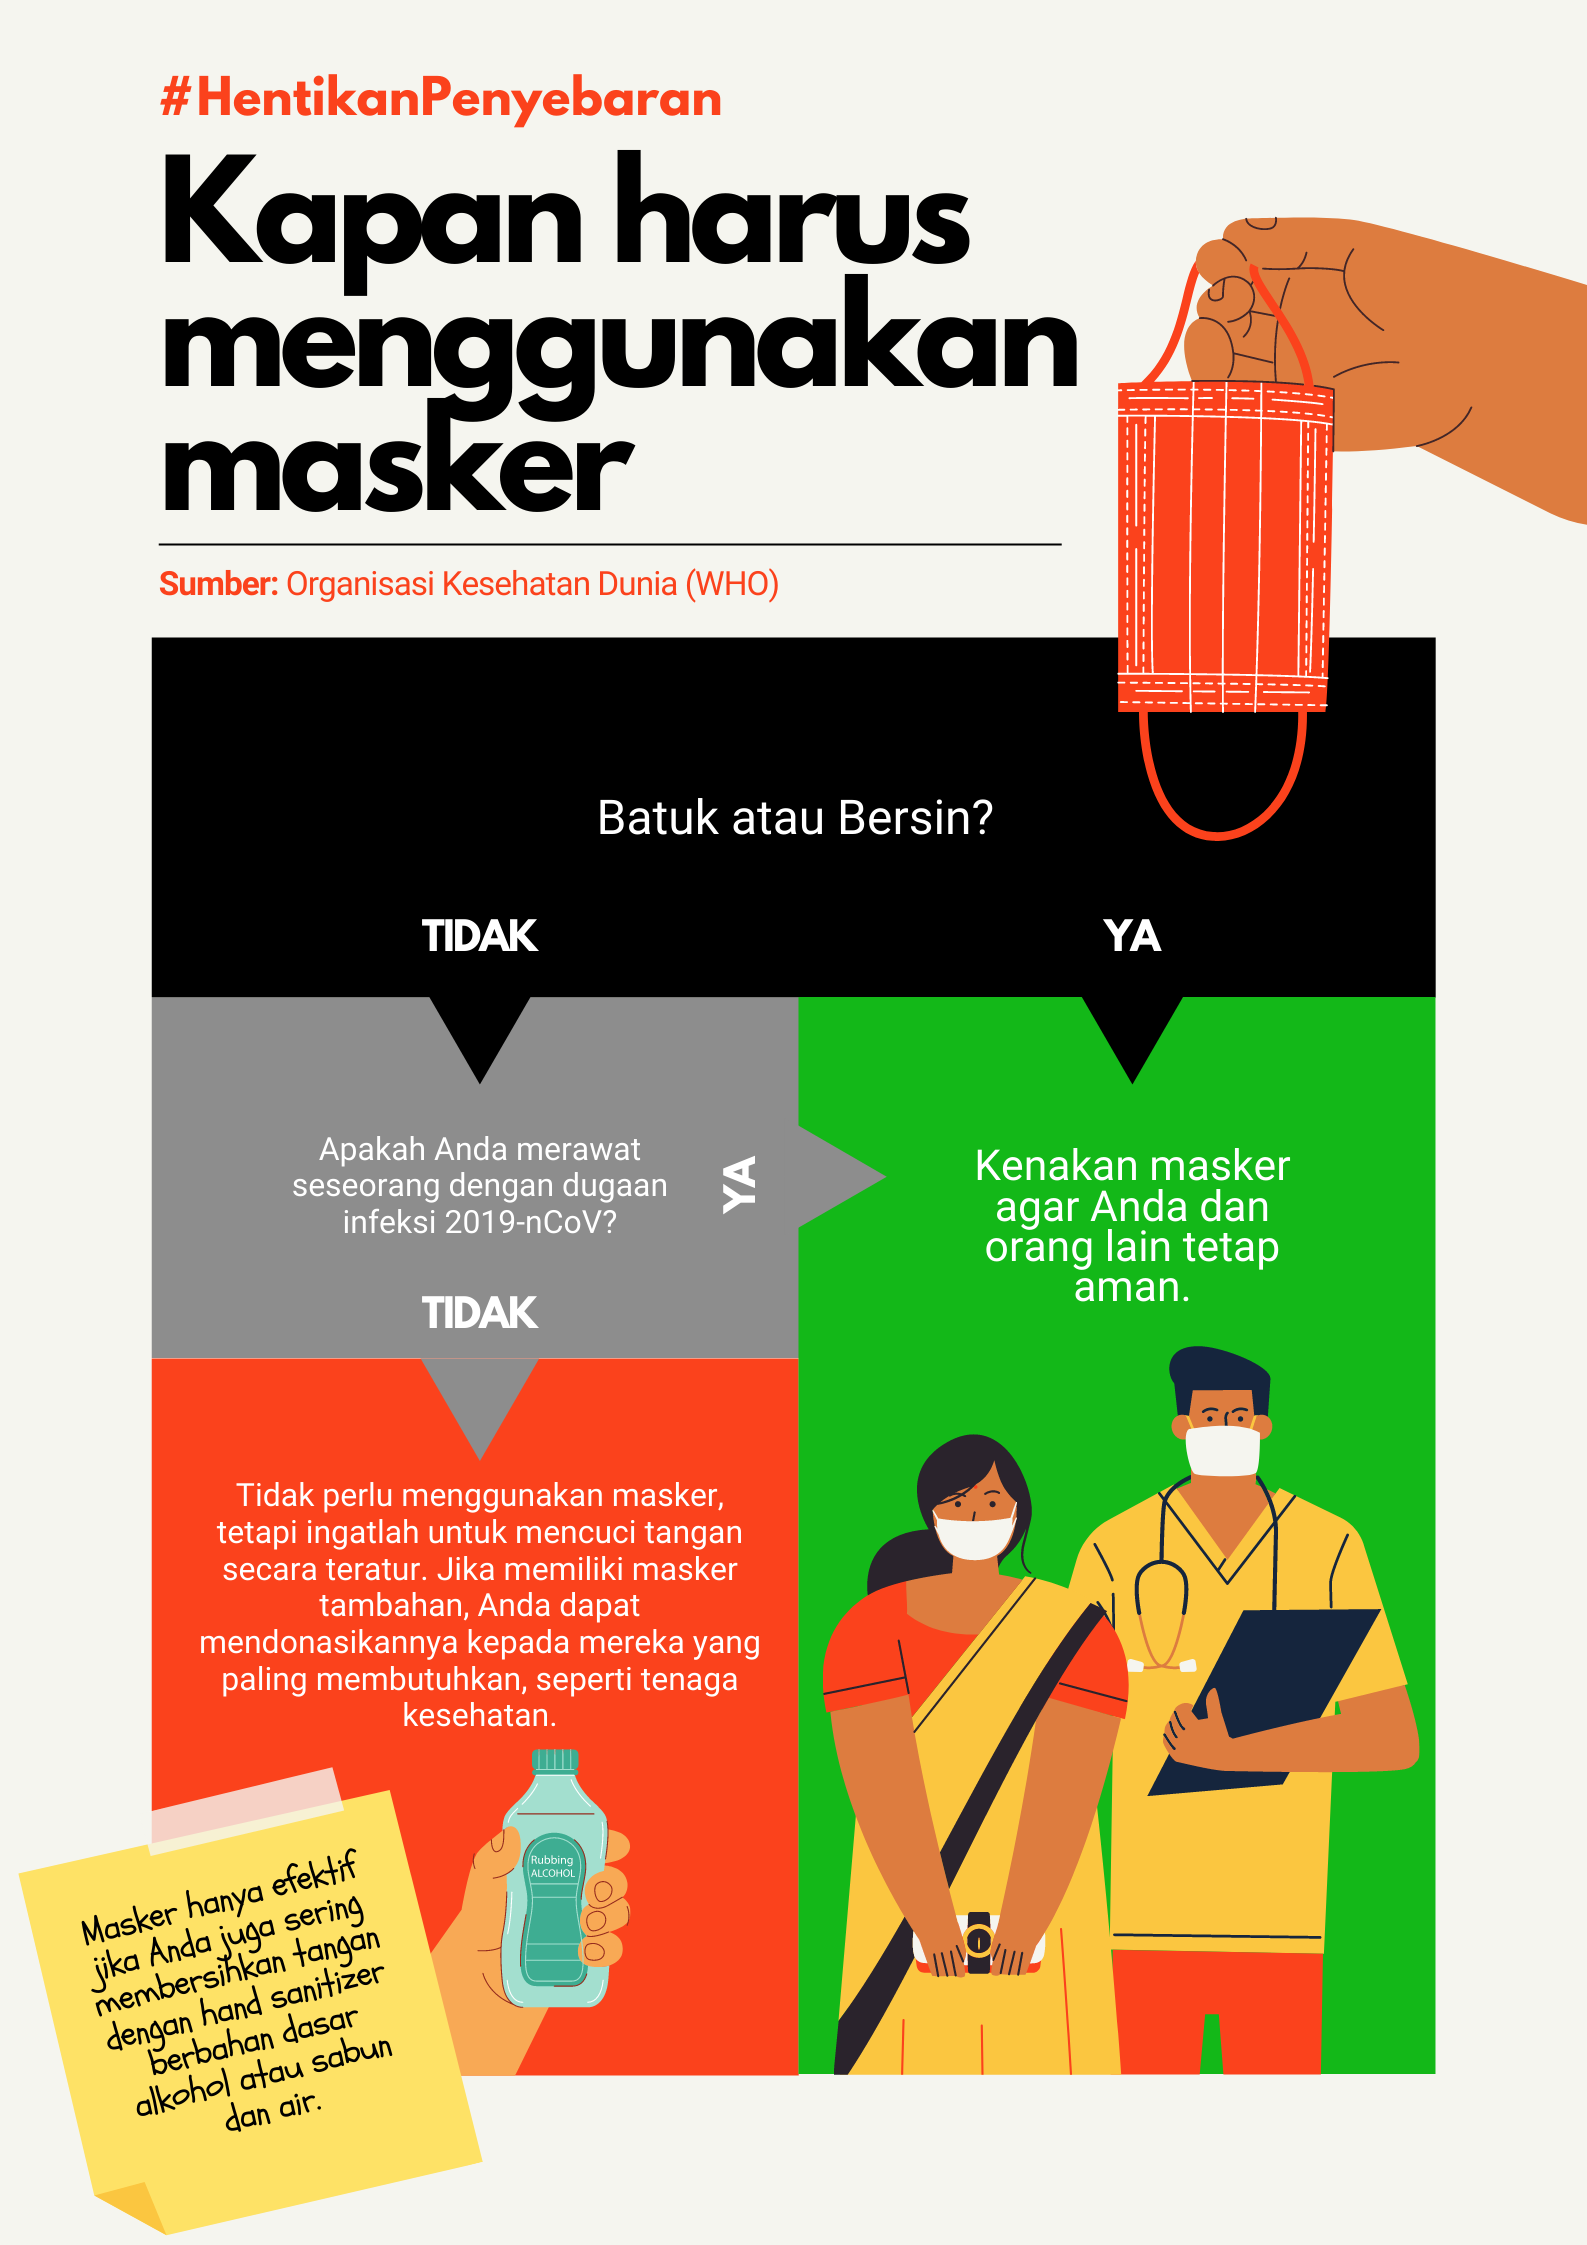 #HentikanPenyebaran
Kapan harus
menggunakan
masker
Sumber: Organisasi Kesehatan Dunia (WHO)
Batuk atau Bersin?
TIDAK
YA
Apakah Anda merawat
seseorang dengan dugaan
infeksi 2019-nCoV?
YA
TIDAK
Kenakan masker
agar Anda dan
orang lain tetap
aman.
Tidak perlu menggunakan masker,
tetapi ingatlah untuk mencuci tangan
secara teratur. Jika memiliki masker
tambahan, Anda dapat
mendonasikannya kepada mereka yang
paling membutuhkan, seperti tenaga
kesehatan.
Rubbing
ALCOHOL
Masker hanya efektif
jika Anda juga sering
membersihkan tangan
dengan hand sanitizer
berbahan dasar
alkohol atau sabun
dan air.